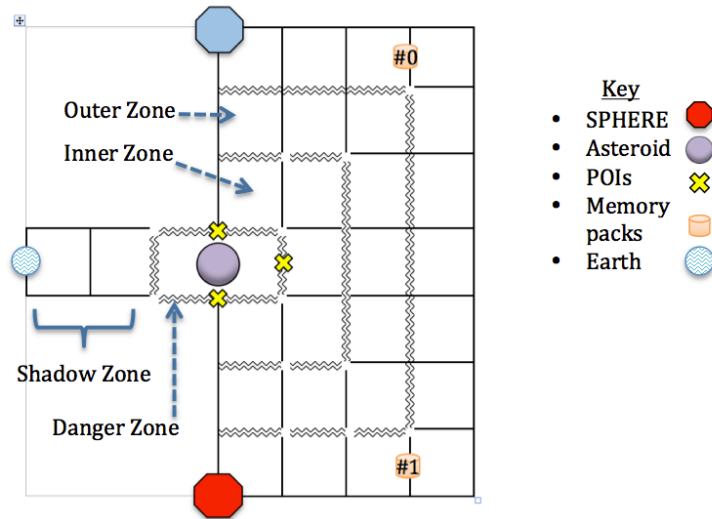 #0
Outer Zone
Inner Zone
Shadow Zone
Danger Zone
#1
Key
• SPHERE
• Asteroid
• POIs
• Memory
packs
• Earth